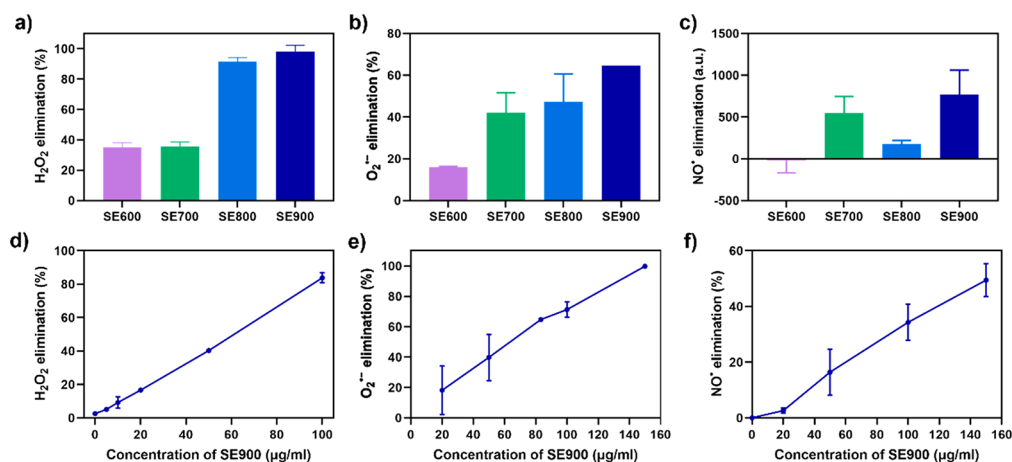 a)
H₂O₂ elimination (%)
100
80
60
40
20
0
SE600 SE700 SE800 SE900
b)
O₂•− elimination (%)
80
60
40
20
0
SE600 SE700 SE800 SE900
c)
NO• elimination (a.u.)
1500
1000
500
0
-500
SE600 SE700 SE800 SE900
d)
H₂O₂ elimination (%)
100
80
60
40
20
0
0 20 40 60 80 100
Concentration of SE900 (µg/ml)
e)
O₂•− elimination (%)
100
80
60
40
20
0
0 20 40 60 80 100 120 140 160
Concentration of SE900 (µg/ml)
f)
NO• elimination (%)
60
40
20
0
0 20 40 60 80 100 120 140 160
Concentration of SE900 (µg/ml)